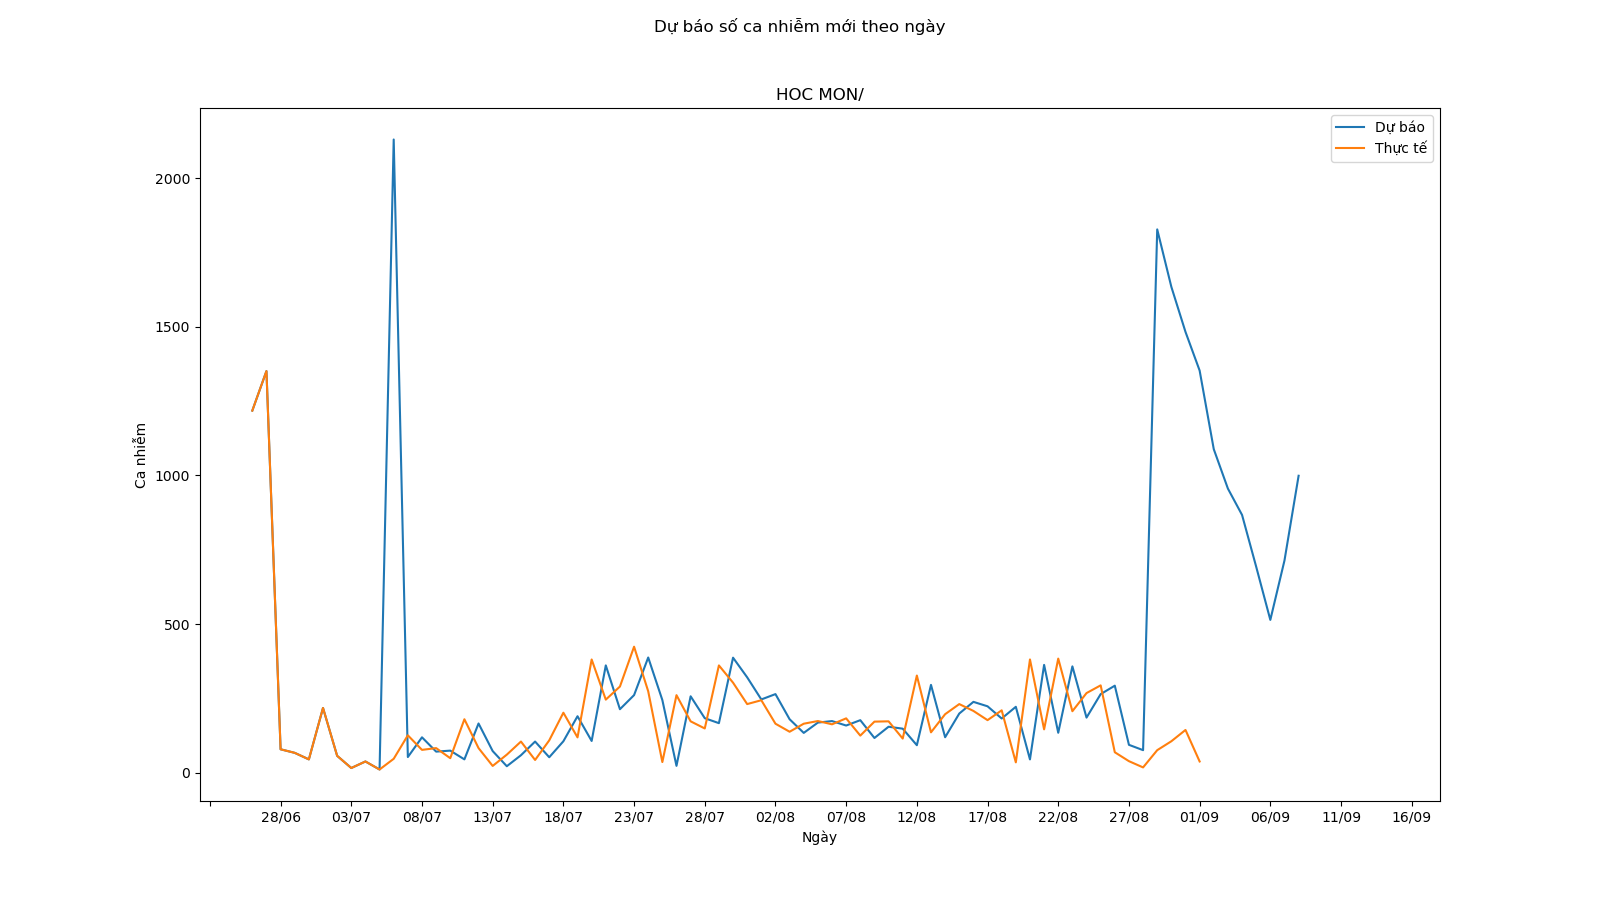 Dự báo số ca nhiễm mới theo ngày
HOC MON/
Dự báo
Thực tế
2000
1500
1000
500
0
Ca nhiễm
28/06 03/07 08/07 13/07 18/07 23/07 28/07 02/08 07/08 12/08 17/08 22/08 27/08 01/09 06/09 11/09 16/09
Ngày